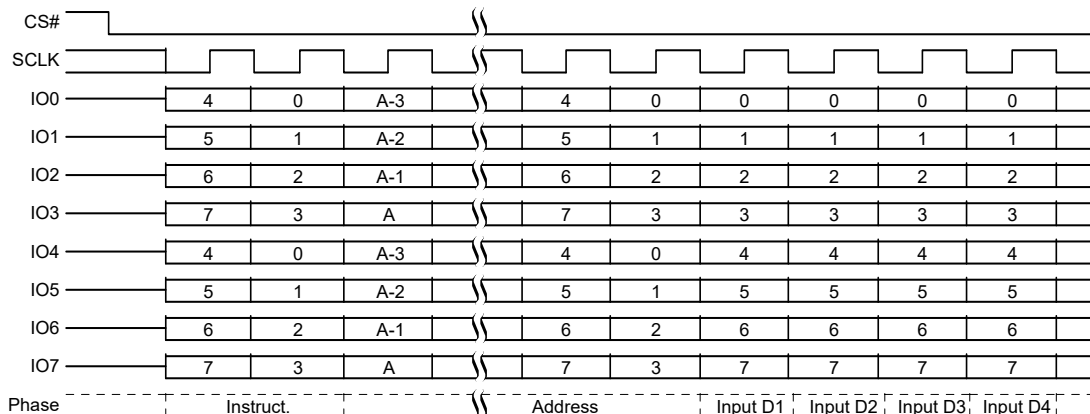 CS#
SCLK
IO0 4 0 A-3 4 0 0 0 0 0
IO1 5 1 A-2 5 1 1 1 1 1
IO2 6 2 A-1 6 2 2 2 2 2
IO3 7 3 A 7 3 3 3 3 3
IO4 4 0 A-3 4 0 4 4 4 4
IO5 5 1 A-2 5 1 5 5 5 5
IO6 6 2 A-1 6 2 6 6 6 6
IO7 7 3 A 7 3 7 7 7 7
Phase Instruct. Address Input D1 Input D2 Input D3 Input D4